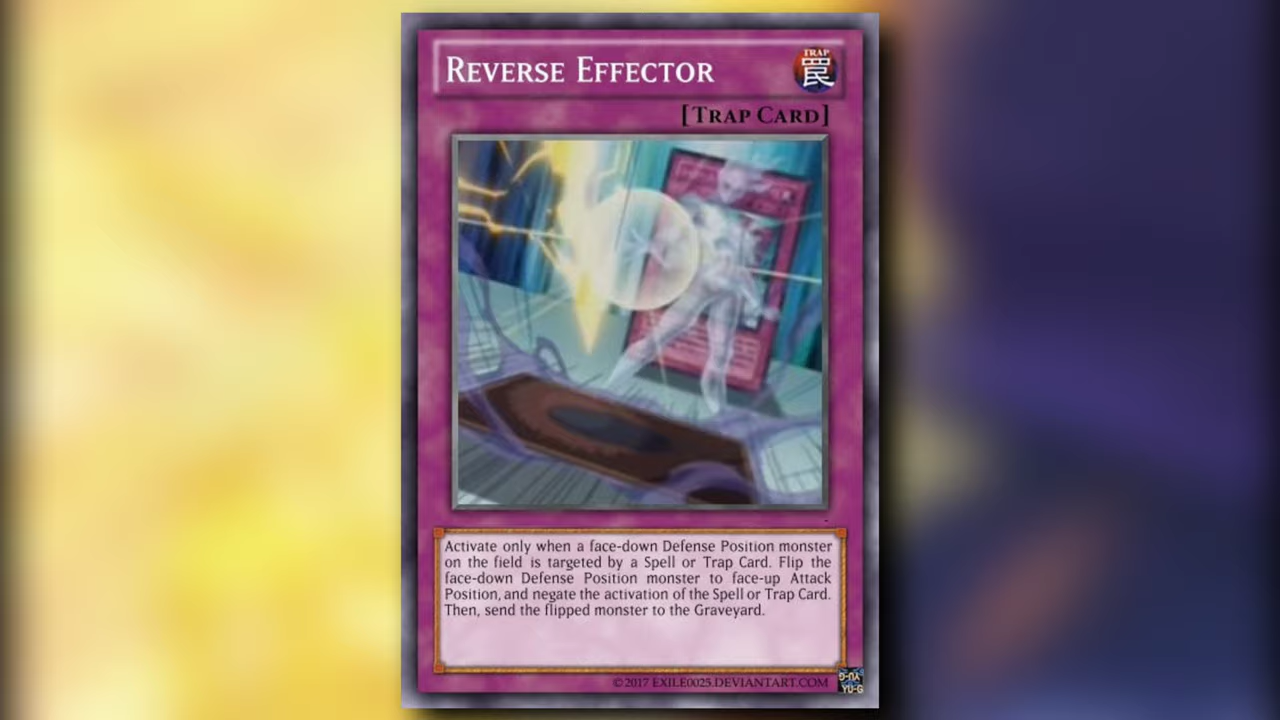 REVERSE EFFECTOR
TRAP
罠
[TRAP CARD]
Activate only when a face-down Defense Position monster
on the field is targeted by a Spell or Trap Card. Flip the
face-down Defense Position monster to face-up Attack
Position, and negate the activation of the Spell or Trap Card.
Then, send the flipped monster to the Graveyard.
©2017 EXILE0025.DEVIANTART.COM